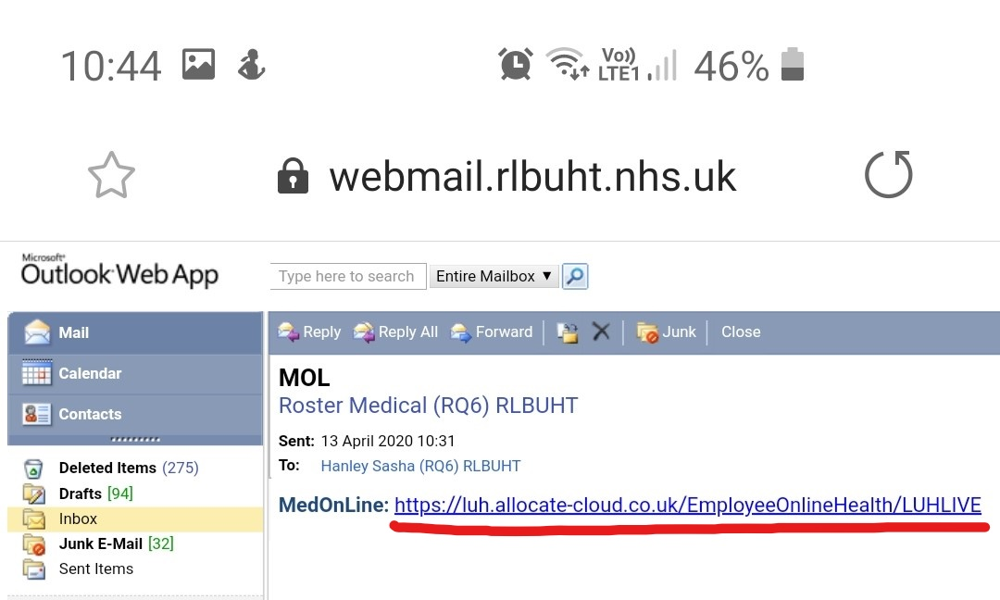 10:44 Vo)) LTE1 46%
webmail.rlbuht.nhs.uk
Microsoft®
Outlook Web App
Type here to search Entire Mailbox
Mail
Calendar
Contacts
Deleted Items (275)
Drafts [94]
Inbox
Junk E-Mail [32]
Sent Items
Reply Reply All Forward Junk Close
MOL
Roster Medical (RQ6) RLBUHT
Sent: 13 April 2020 10:31
To: Hanley Sasha (RQ6) RLBUHT
MedOnLine: https://luh.allocate-cloud.co.uk/EmployeeOnlineHealth/LUHLIVE